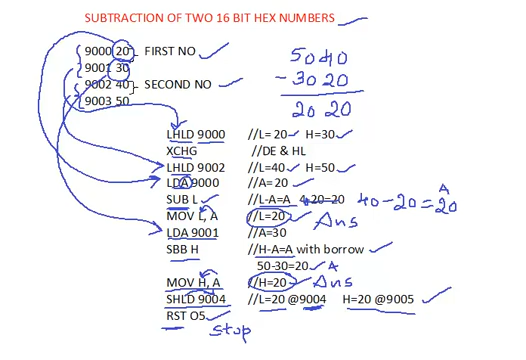 SUBTRACTION OF TWO 16 BIT HEX NUMBERS
9000 20 FIRST NO
9001 30
9002 40 SECOND NO
9003 50
5040
-3020
2020
LHLD 9000 //L= 20 H=30
XCHG //DE & HL
LHLD 9002 //L=40 H=50
LDA 9000 //A=20
SUB L //L-A=A 4 20=20 40-20=20 A
MOV L, A //L=20 Ans
LDA 9001 //A=30
SBB H //H-A=A with borrow
50-30=20 A
MOV H, A //H=20 Ans
SHLD 9004 //L=20 @9004 H=20 @9005
RST O5
stop